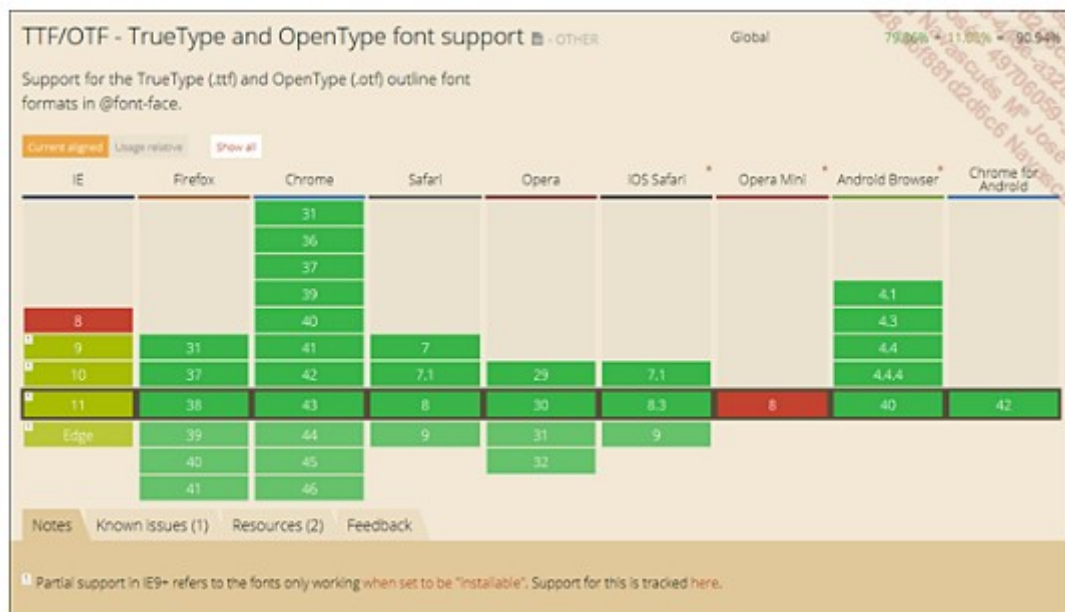 TTF/OTF - TrueType and OpenType font support - OTHER
Global 79.86% + 11.08% = 90.94%
Support for the TrueType (.ttf) and OpenType (.otf) outline font
formats in @font-face.
Current aligned Usage relative Show all
IE Firefox Chrome Safari Opera iOS Safari * Opera Mini * Android Browser * Chrome for Android
31
36
37
39 4.1
8 40 4.3
1 9 31 41 7 4.4
1 10 37 42 7.1 29 7.1 4.4.4
1 11 38 43 8 30 8.3 8 40 42
1 Edge 39 44 9 31 9
40 45 32
41 46
Notes Known issues (1) Resources (2) Feedback
1 Partial support in IE9+ refers to the fonts only working when set to be "installable". Support for this is tracked here.